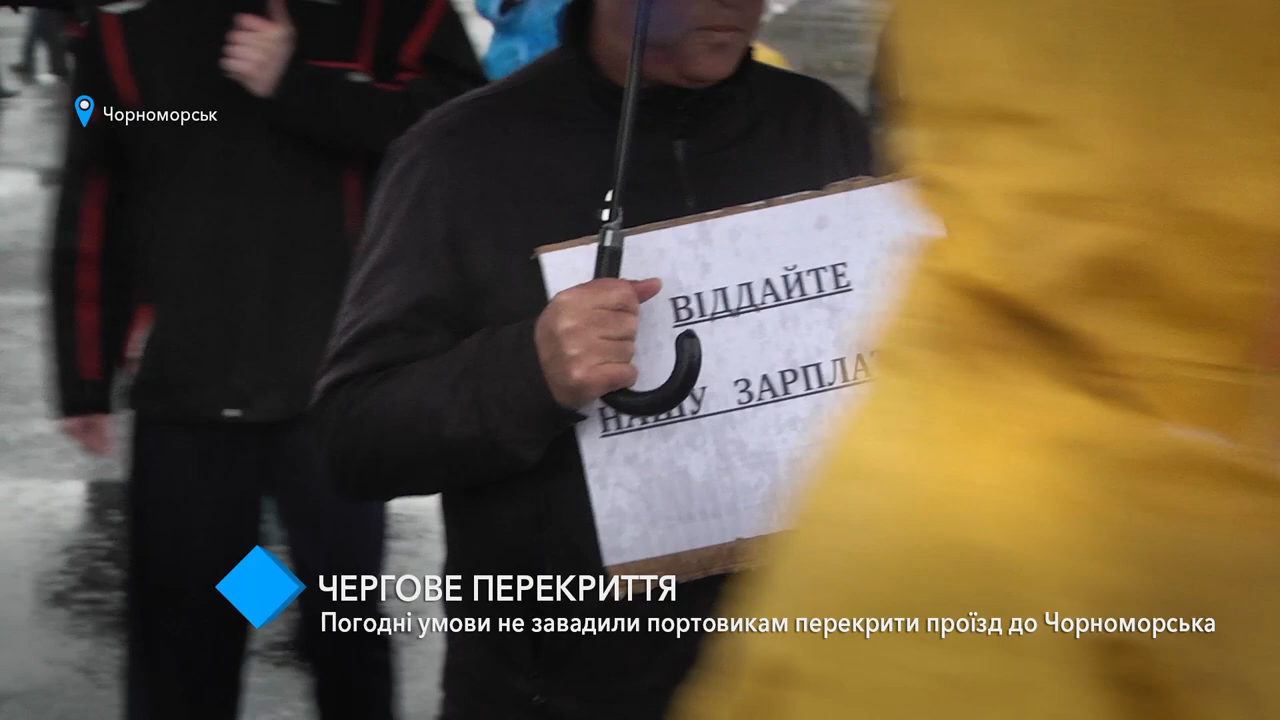 Чорноморськ
ВІДДАЙТЕ
НАШУ ЗАРПЛАТ
ЧЕРГОВЕ ПЕРЕКРИТТЯ
Погодні умови не завадили портовикам перекрити проїзд до Чорноморська